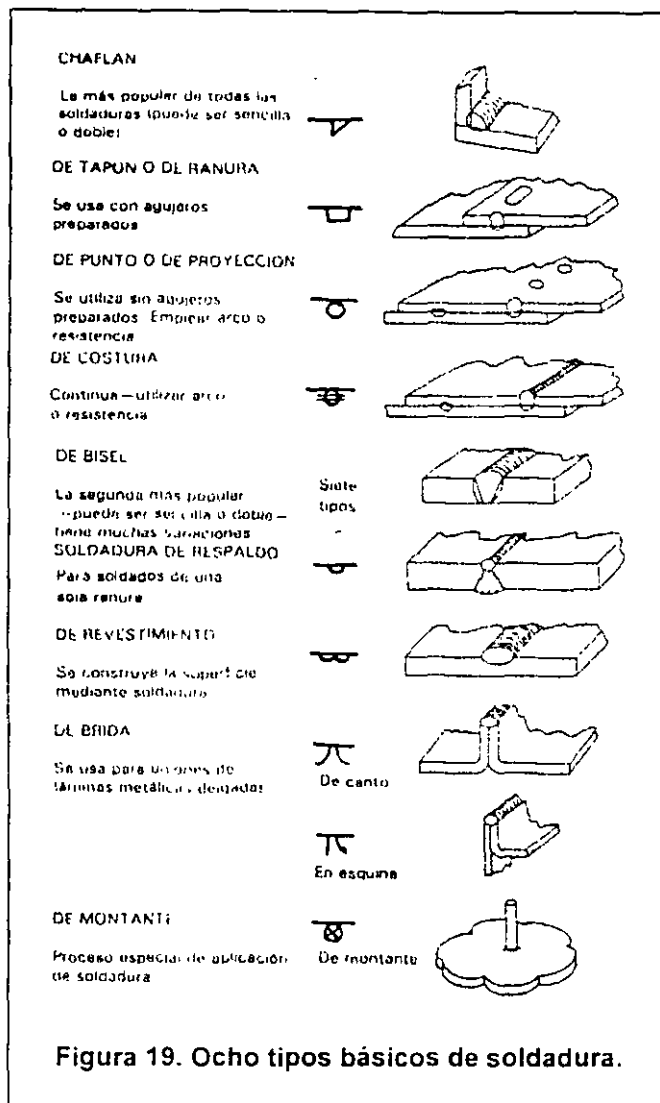 CHAFLAN
La más popular de todas las
soldaduras (puede ser sencilla
o doble)
DE TAPON O DE RANURA
Se usa con agujeros
preparados
DE PUNTO O DE PROYECCION
Se utiliza sin agujeros
preparados. Emplear arco o
resistencia
DE COSTURA
Continua — utilizar arco
o resistencia
DE BISEL
La segunda más popular
—puede ser sencilla o doble—
tiene muchas variaciones
Siete
tipos
SOLDADURA DE RESPALDO
Para soldados de una
sola ranura
DE REVESTIMIENTO
Se construye la superficie
mediante soldadura
DE BRIDA
Se usa para uniones de
láminas metálicas delgadas
De canto
En esquina
DE MONTANTE
Proceso especial de aplicación
de soldadura
De montante
Figura 19. Ocho tipos básicos de soldadura.